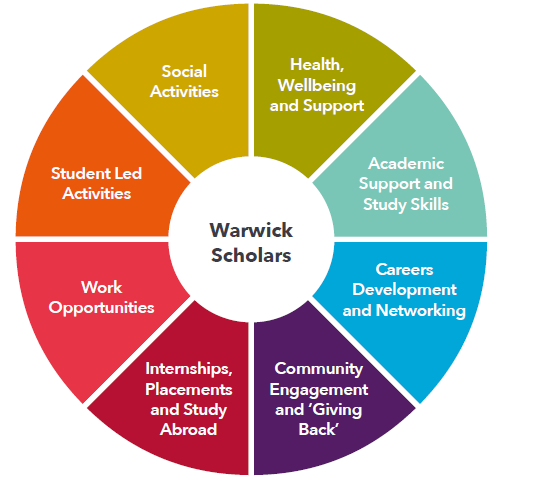 Social
Activities
Health,
Wellbeing
and Support
Student Led
Activities
Academic
Support and
Study Skills
Warwick
Scholars
Work
Opportunities
Careers
Development
and Networking
Internships,
Placements
and Study
Abroad
Community
Engagement
and ‘Giving
Back’